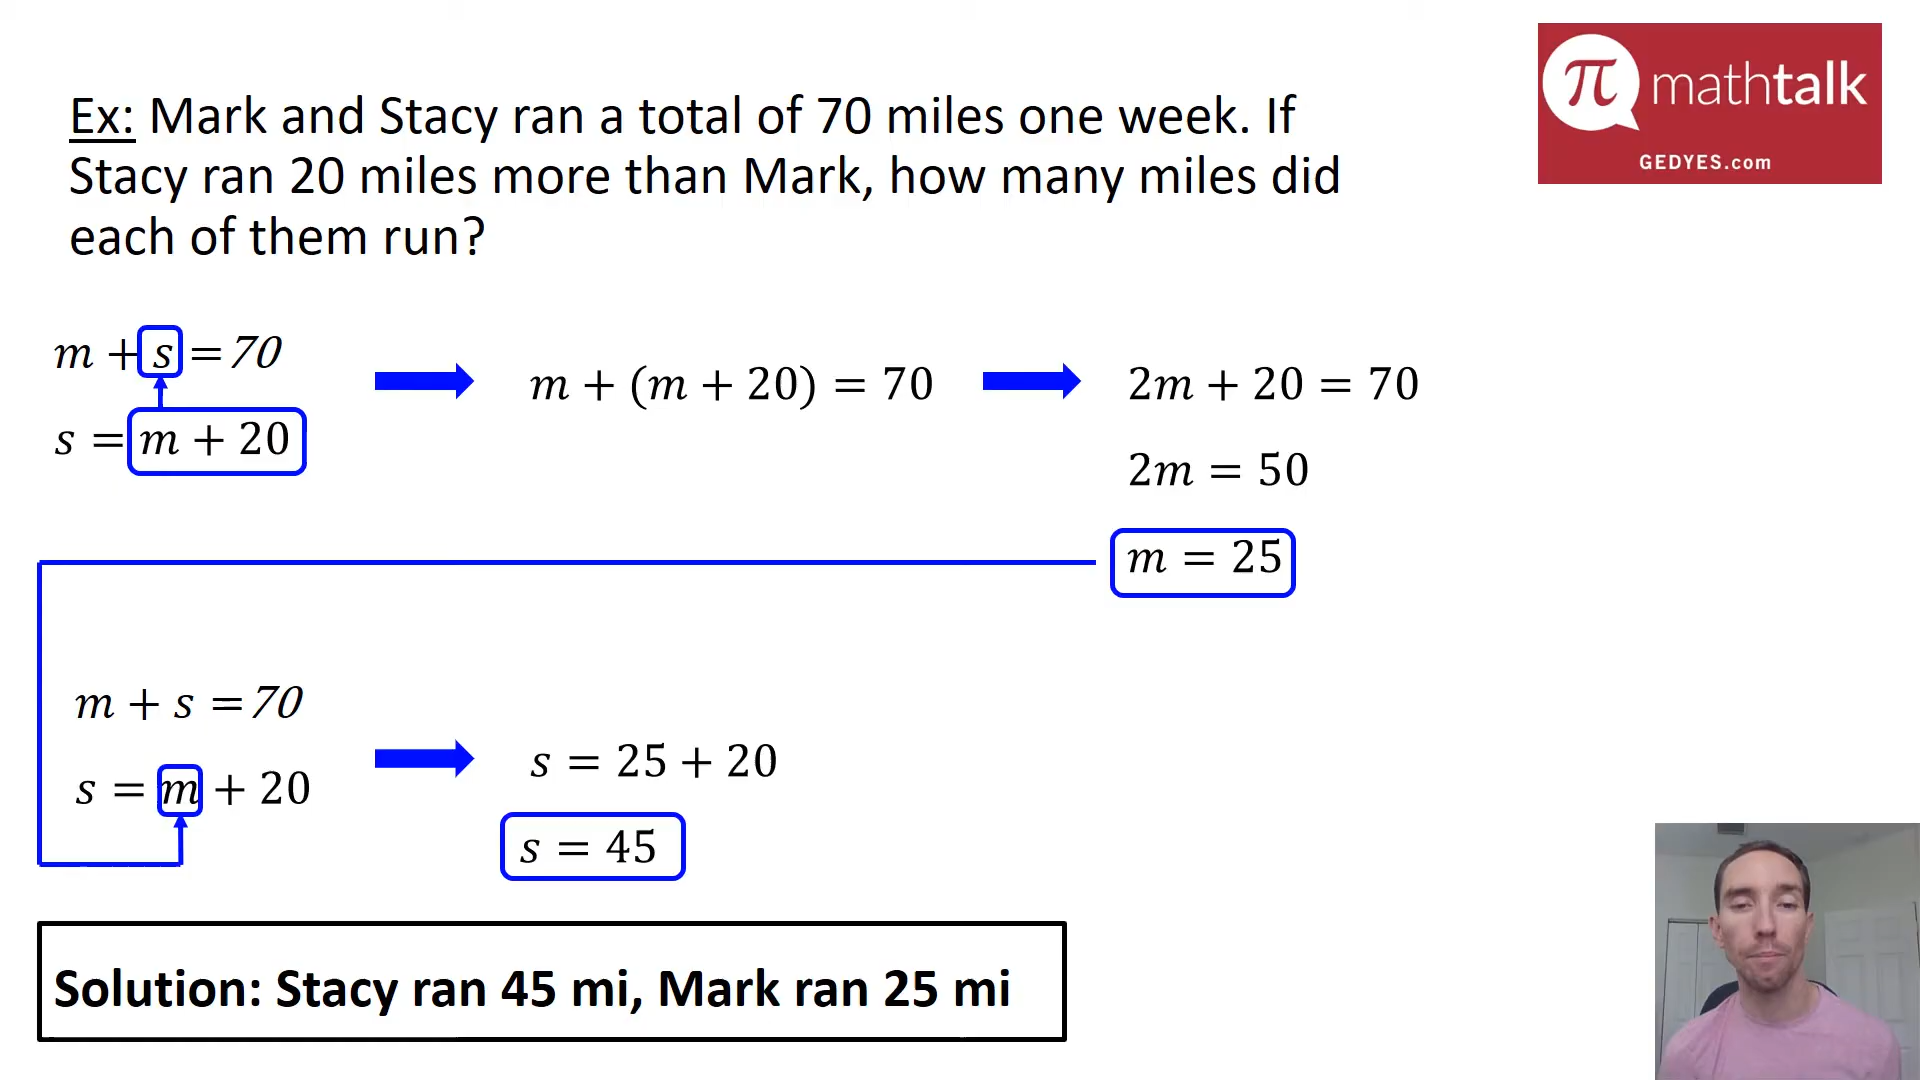 Ex: Mark and Stacy ran a total of 70 miles one week. If
Stacy ran 20 miles more than Mark, how many miles did
each of them run?
π mathtalk
GEDYES.com
m + s = 70
s = m + 20
m + (m + 20) = 70
2m + 20 = 70
2m = 50
m = 25
m + s = 70
s = m + 20
s = 25 + 20
s = 45
Solution: Stacy ran 45 mi, Mark ran 25 mi